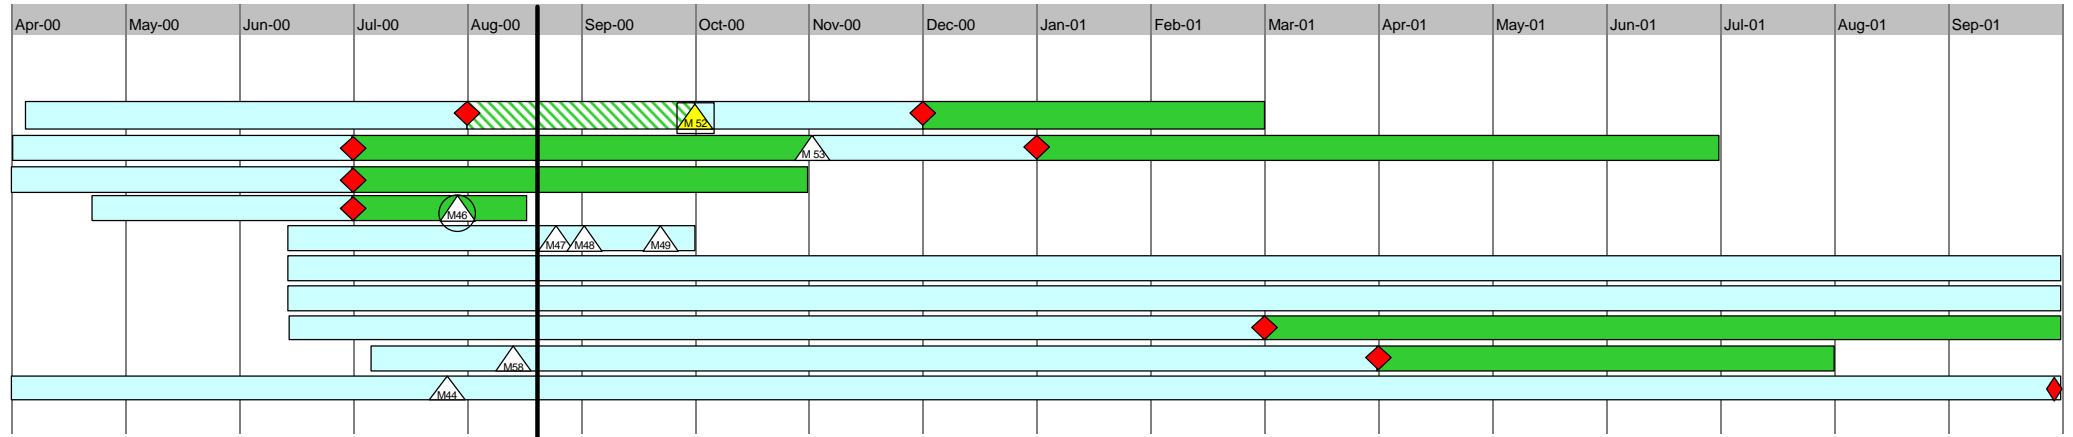 Apr-00 May-00 Jun-00 Jul-00 Aug-00 Sep-00 Oct-00 Nov-00 Dec-00 Jan-01 Feb-01 Mar-01 Apr-01 May-01 Jun-01 Jul-01 Aug-01 Sep-01
M 52
M 53
M46
M47 M48 M49
M58
M44